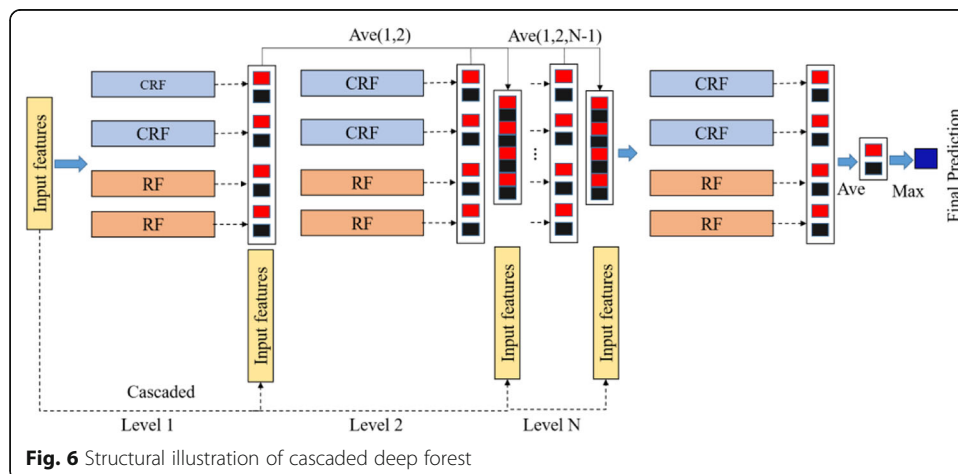 Ave(1,2)
Ave(1,2,N-1)
Input features
CRF
CRF
RF
RF
Input features
CRF
CRF
RF
RF
...
Input features
Input features
CRF
CRF
RF
RF
Ave
Max
Final Prediction
Cascaded
Level 1
Level 2
Level N
Fig. 6 Structural illustration of cascaded deep forest